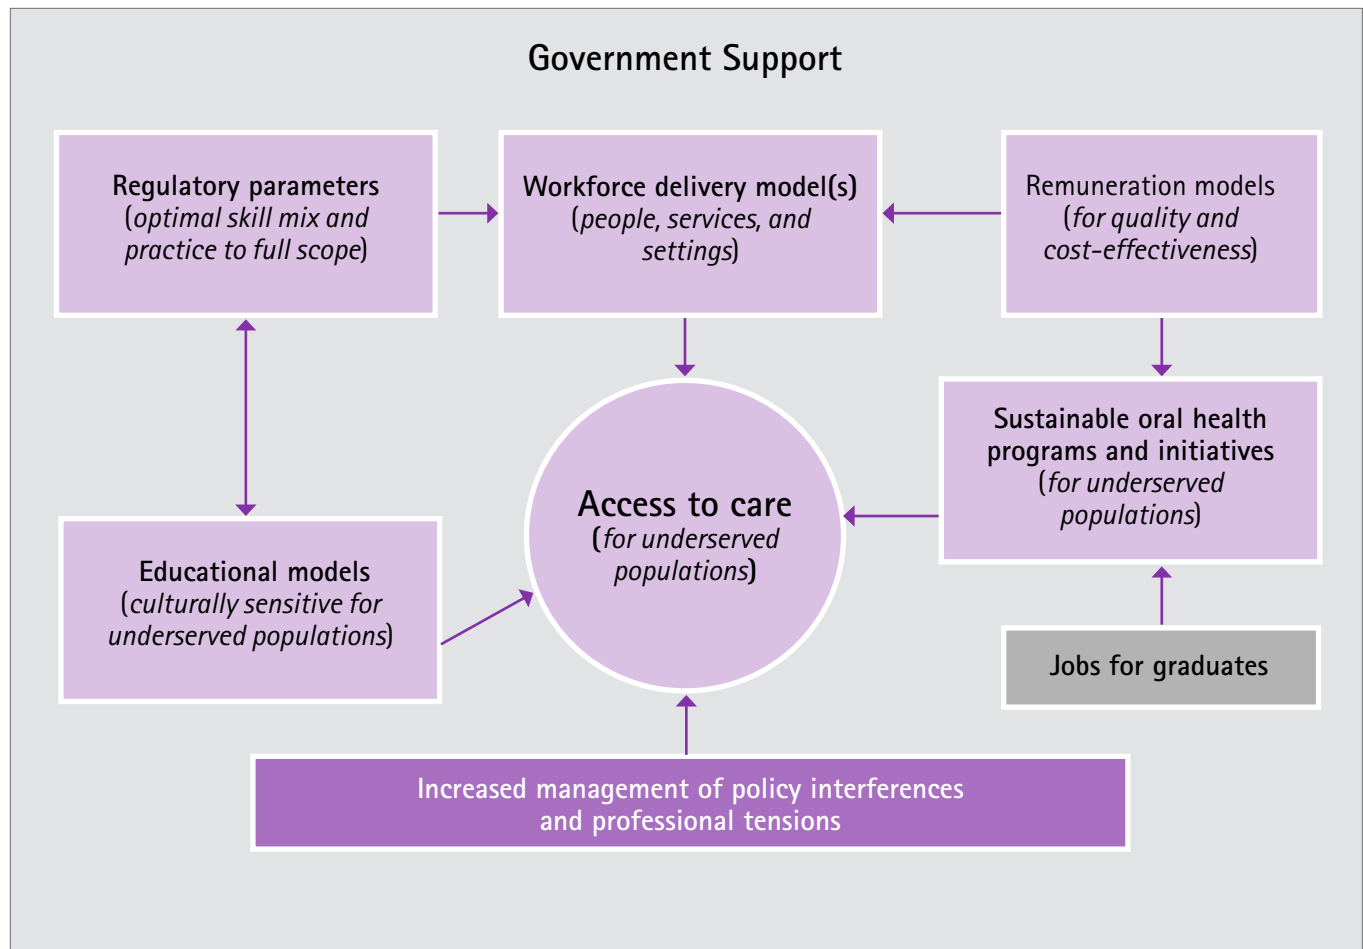 Government Support
Regulatory parameters
(optimal skill mix and
practice to full scope)
Workforce delivery model(s)
(people, services, and
settings)
Remuneration models
(for quality and
cost-effectiveness)
Sustainable oral health
programs and initiatives
(for underserved
populations)
Access to care
(for underserved
populations)
Educational models
(culturally sensitive for
underserved populations)
Jobs for graduates
Increased management of policy interferences
and professional tensions